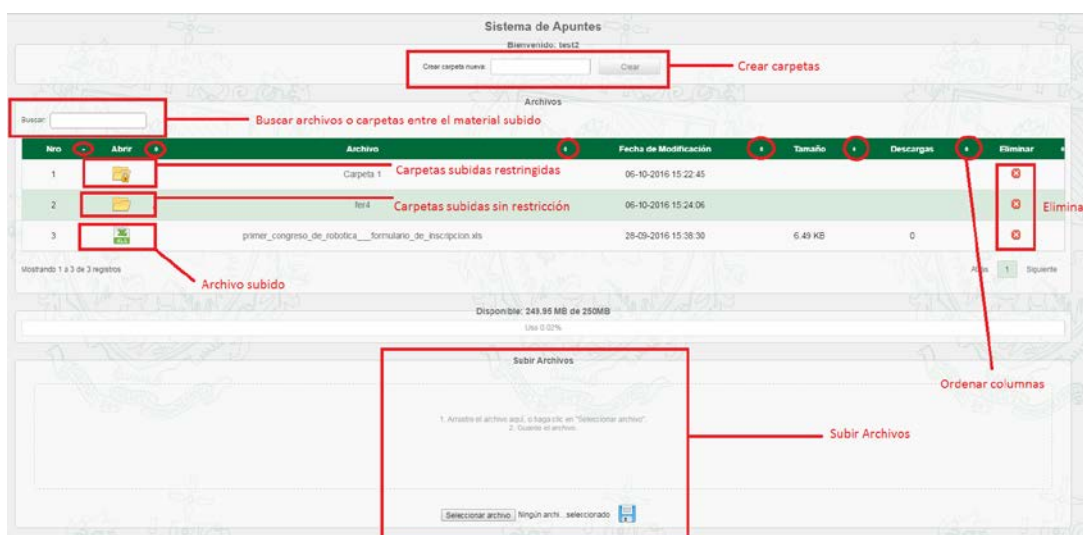 Sistema de Apuntes
Bienvenido: test2
Crear carpeta nueva: Crear
Crear carpetas
Archivos
Buscar:
Buscar archivos o carpetas entre el material subido
Nro Abrir Archivo Fecha de Modificación Tamaño Descargas Eliminar
1 Carpeta 1 06-10-2016 15:22:45
Carpetas subidas restringidas
2 fer4 06-10-2016 15:24:06
Carpetas subidas sin restricción
Elimina
3 XLS primer_congreso_de_robotica___formulario_de_inscripcion.xls 28-09-2016 15:38:30 6.49 KB 0
Mostrando 1 a 3 de 3 registros
1 Siguiente
Archivo subido
Disponible: 249.95 MB de 250MB
Uso 0.02%
Subir Archivos
Ordenar columnas
1. Arrastre el archivo aquí, o haga clic en "Seleccionar archivo".
2. Guarde el archivo.
Subir Archivos
Seleccionar archivo Ningún archi...seleccionado